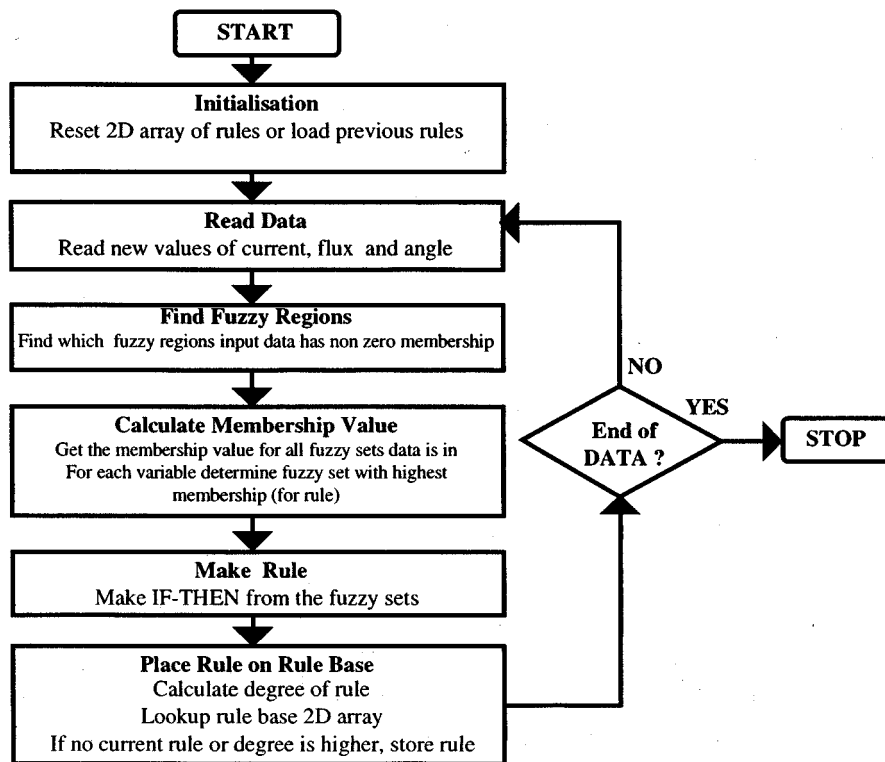 START
Initialisation
Reset 2D array of rules or load previous rules
Read Data
Read new values of current, flux and angle
Find Fuzzy Regions
Find which fuzzy regions input data has non zero membership
NO
Calculate Membership Value
Get the membership value for all fuzzy sets data is in
For each variable determine fuzzy set with highest
membership (for rule)
YES
End of
DATA ?
STOP
Make Rule
Make IF-THEN from the fuzzy sets
Place Rule on Rule Base
Calculate degree of rule
Lookup rule base 2D array
If no current rule or degree is higher, store rule